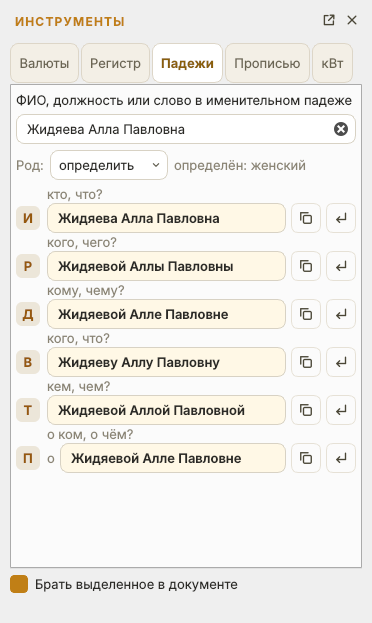 ИНСТРУМЕНТЫ
Валюты Регистр Падежи Прописью кВт
ФИО, должность или слово в именительном падеже
Жидяева Алла Павловна
Род: определить определён: женский
кто, что?
И Жидяева Алла Павловна
кого, чего?
Р Жидяевой Аллы Павловны
кому, чему?
Д Жидяевой Алле Павловне
кого, что?
В Жидяеву Аллу Павловну
кем, чем?
Т Жидяевой Аллой Павловной
о ком, о чём?
П о Жидяевой Алле Павловне
Брать выделенное в документе